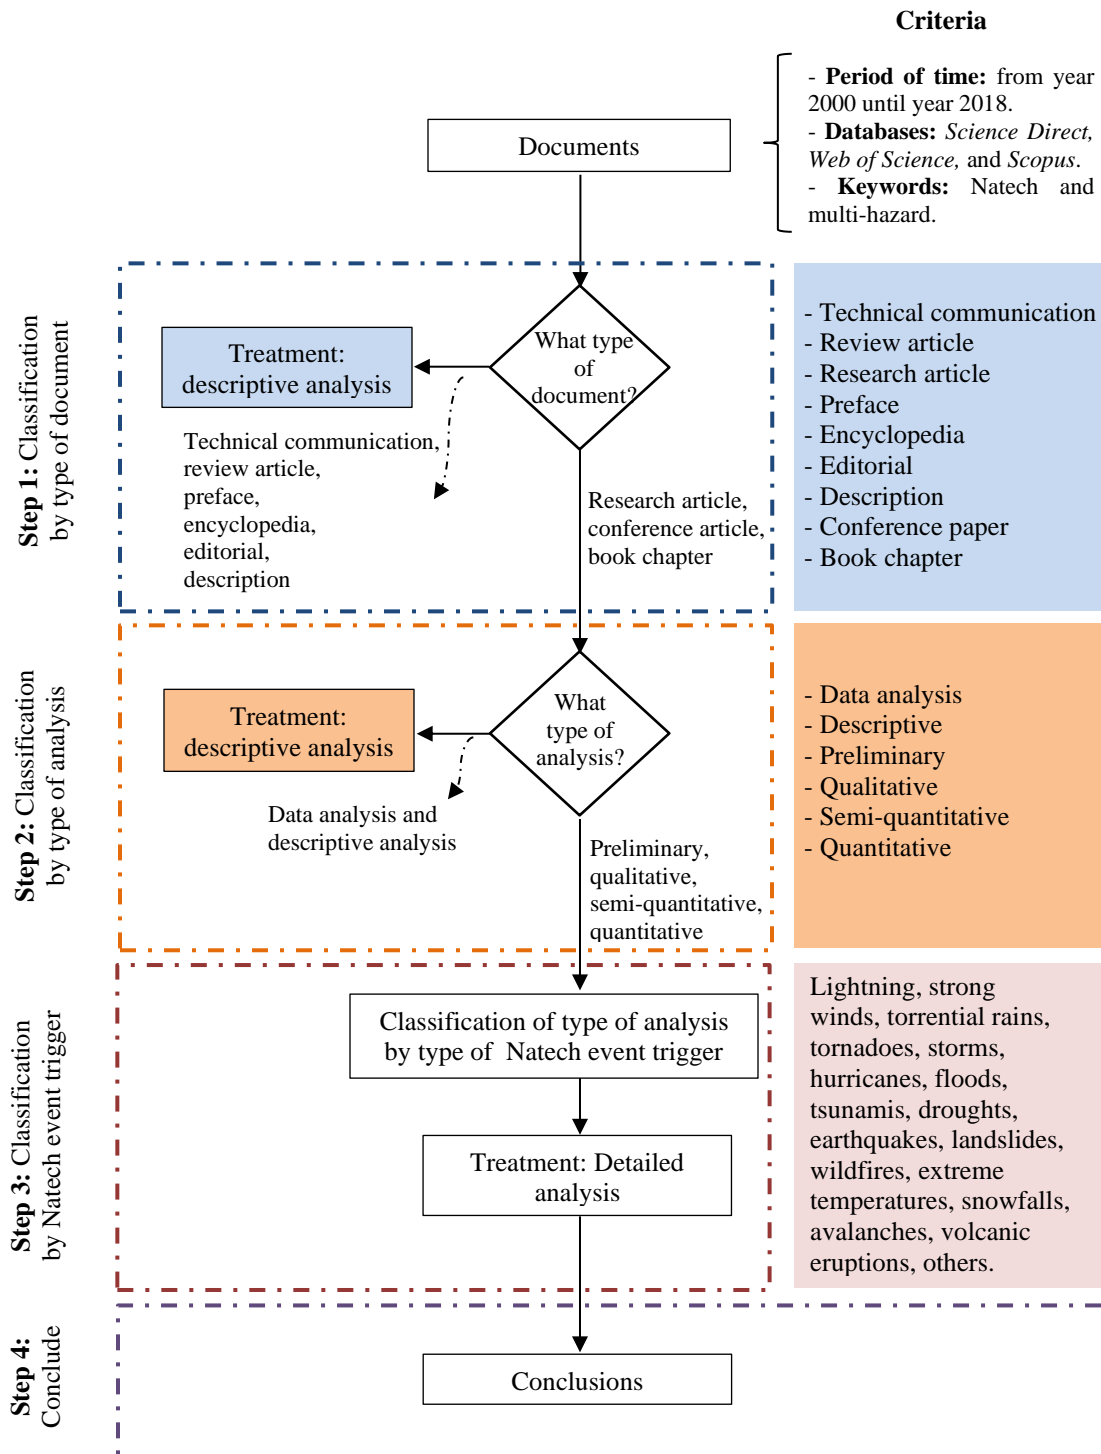 Criteria
- Period of time: from year
2000 until year 2018.
- Databases: Science Direct,
Web of Science, and Scopus.
- Keywords: Natech and
multi-hazard.
Documents
Step 1: Classification
by type of document
What type
of
document?
Treatment:
descriptive analysis
Technical communication,
review article,
preface,
encyclopedia,
editorial,
description
Research article,
conference article,
book chapter
- Technical communication
- Review article
- Research article
- Preface
- Encyclopedia
- Editorial
- Description
- Conference paper
- Book chapter
Step 2: Classification
by type of analysis
What
type of
analysis?
Treatment:
descriptive analysis
Data analysis and
descriptive analysis
Preliminary,
qualitative,
semi-quantitative,
quantitative
- Data analysis
- Descriptive
- Preliminary
- Qualitative
- Semi-quantitative
- Quantitative
Step 3: Classification
by Natech event trigger
Classification of type of analysis
by type of Natech event trigger
Treatment: Detailed
analysis
Lightning, strong
winds, torrential rains,
tornadoes, storms,
hurricanes, floods,
tsunamis, droughts,
earthquakes, landslides,
wildfires, extreme
temperatures, snowfalls,
avalanches, volcanic
eruptions, others.
Step 4:
Conclude
Conclusions